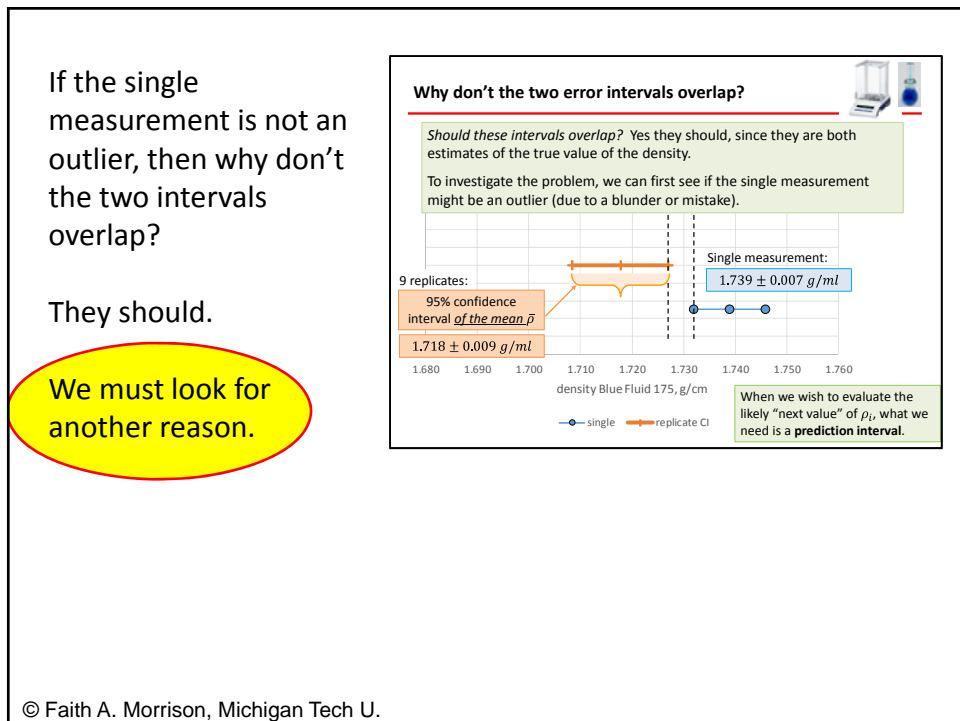 If the single
measurement is not an
outlier, then why don't
the two intervals
overlap?
They should.
We must look for
another reason.
Why don't the two error intervals overlap?
Should these intervals overlap? Yes they should, since they are both
estimates of the true value of the density.
To investigate the problem, we can first see if the single measurement
might be an outlier (due to a blunder or mistake).
Single measurement:
1.739 ± 0.007 g/ml
9 replicates:
95% confidence
interval of the mean ρ̄
1.718 ± 0.009 g/ml
1.680 1.690 1.700 1.710 1.720 1.730 1.740 1.750 1.760
density Blue Fluid 175, g/cm
single replicate CI
When we wish to evaluate the
likely "next value" of ρᵢ, what we
need is a prediction interval.
© Faith A. Morrison, Michigan Tech U.